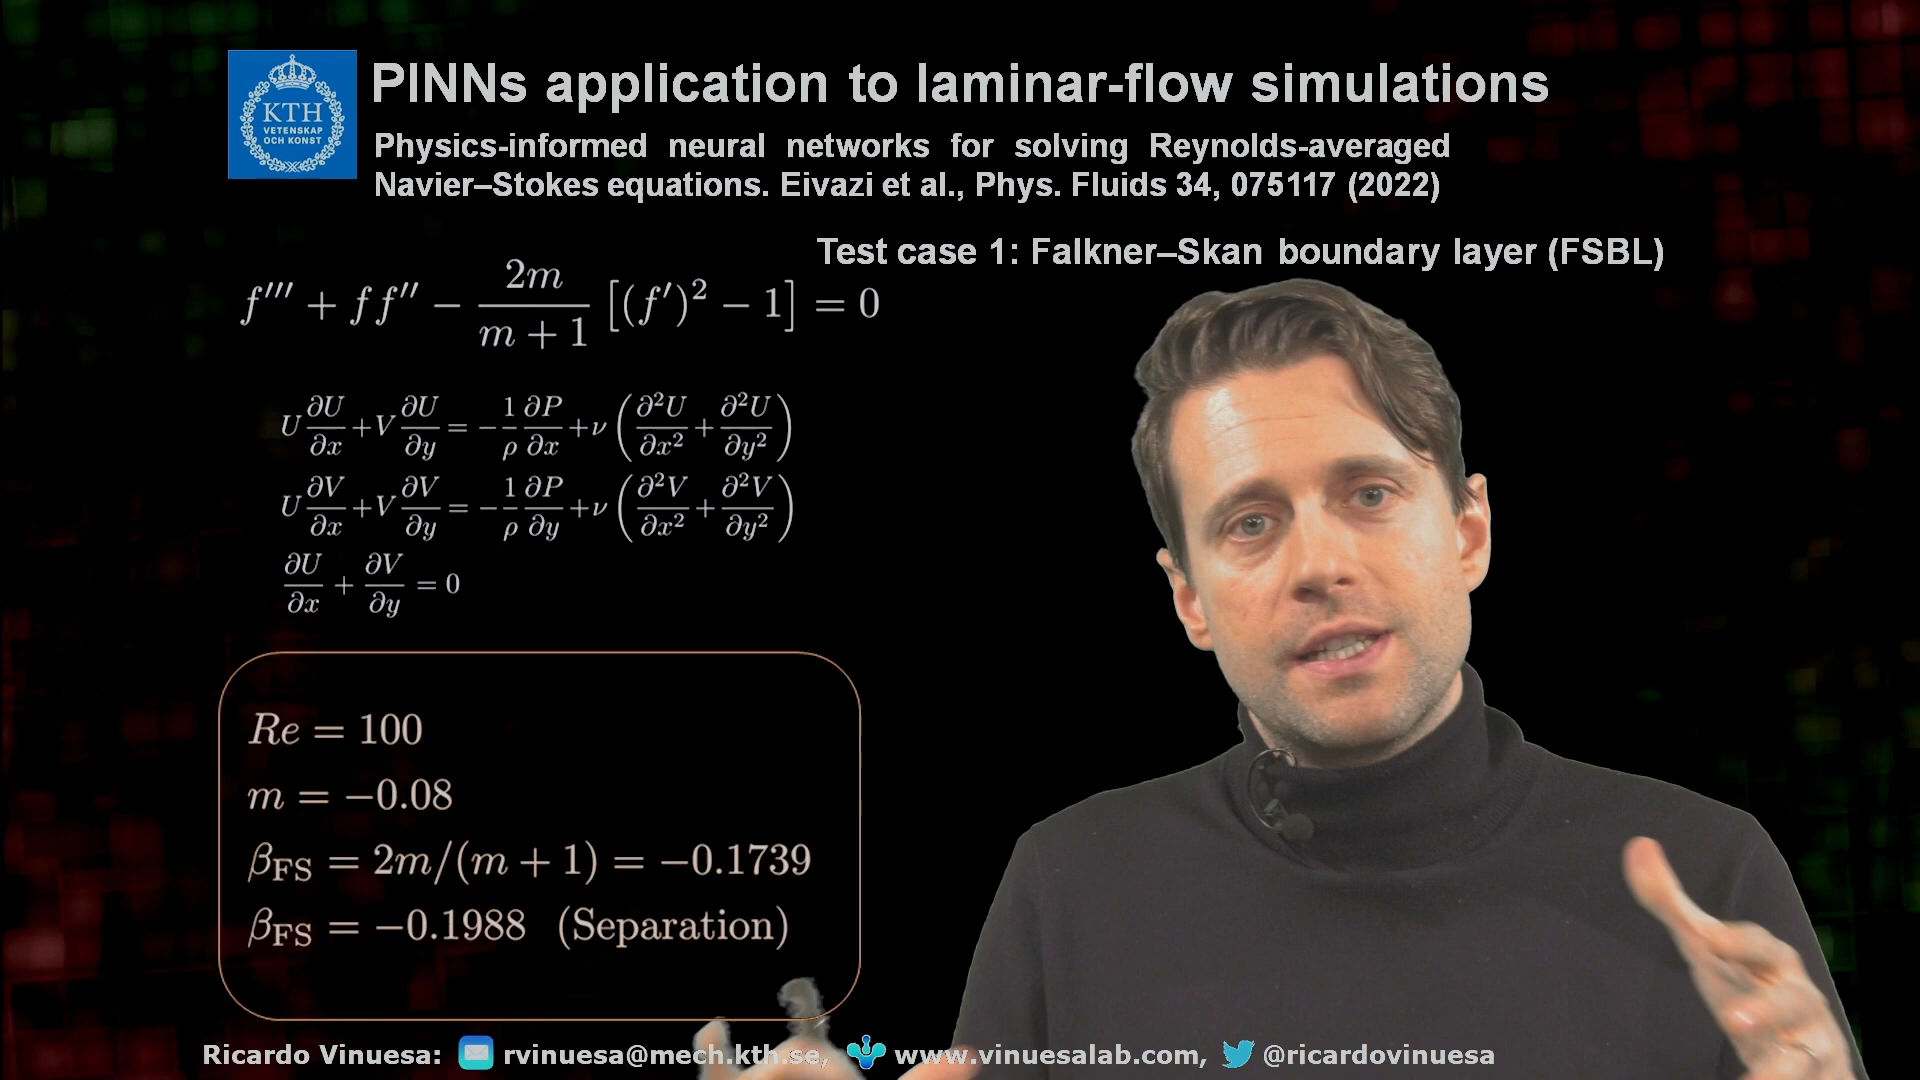 KTH
VETENSKAP
OCH KONST
PINNs application to laminar-flow simulations
Physics-informed neural networks for solving Reynolds-averaged
Navier–Stokes equations. Eivazi et al., Phys. Fluids 34, 075117 (2022)
Test case 1: Falkner–Skan boundary layer (FSBL)
f''' + ff'' − 2m/(m + 1) [(f')² − 1] = 0
U ∂U/∂x + V ∂U/∂y = − 1/ρ ∂P/∂x + ν (∂²U/∂x² + ∂²U/∂y²)
U ∂V/∂x + V ∂V/∂y = − 1/ρ ∂P/∂y + ν (∂²V/∂x² + ∂²V/∂y²)
∂U/∂x + ∂V/∂y = 0
Re = 100
m = −0.08
β_FS = 2m/(m + 1) = −0.1739
β_FS = −0.1988 (Separation)
Ricardo Vinuesa: rvinuesa@mech.kth.se, www.vinuesalab.com, @ricardovinuesa